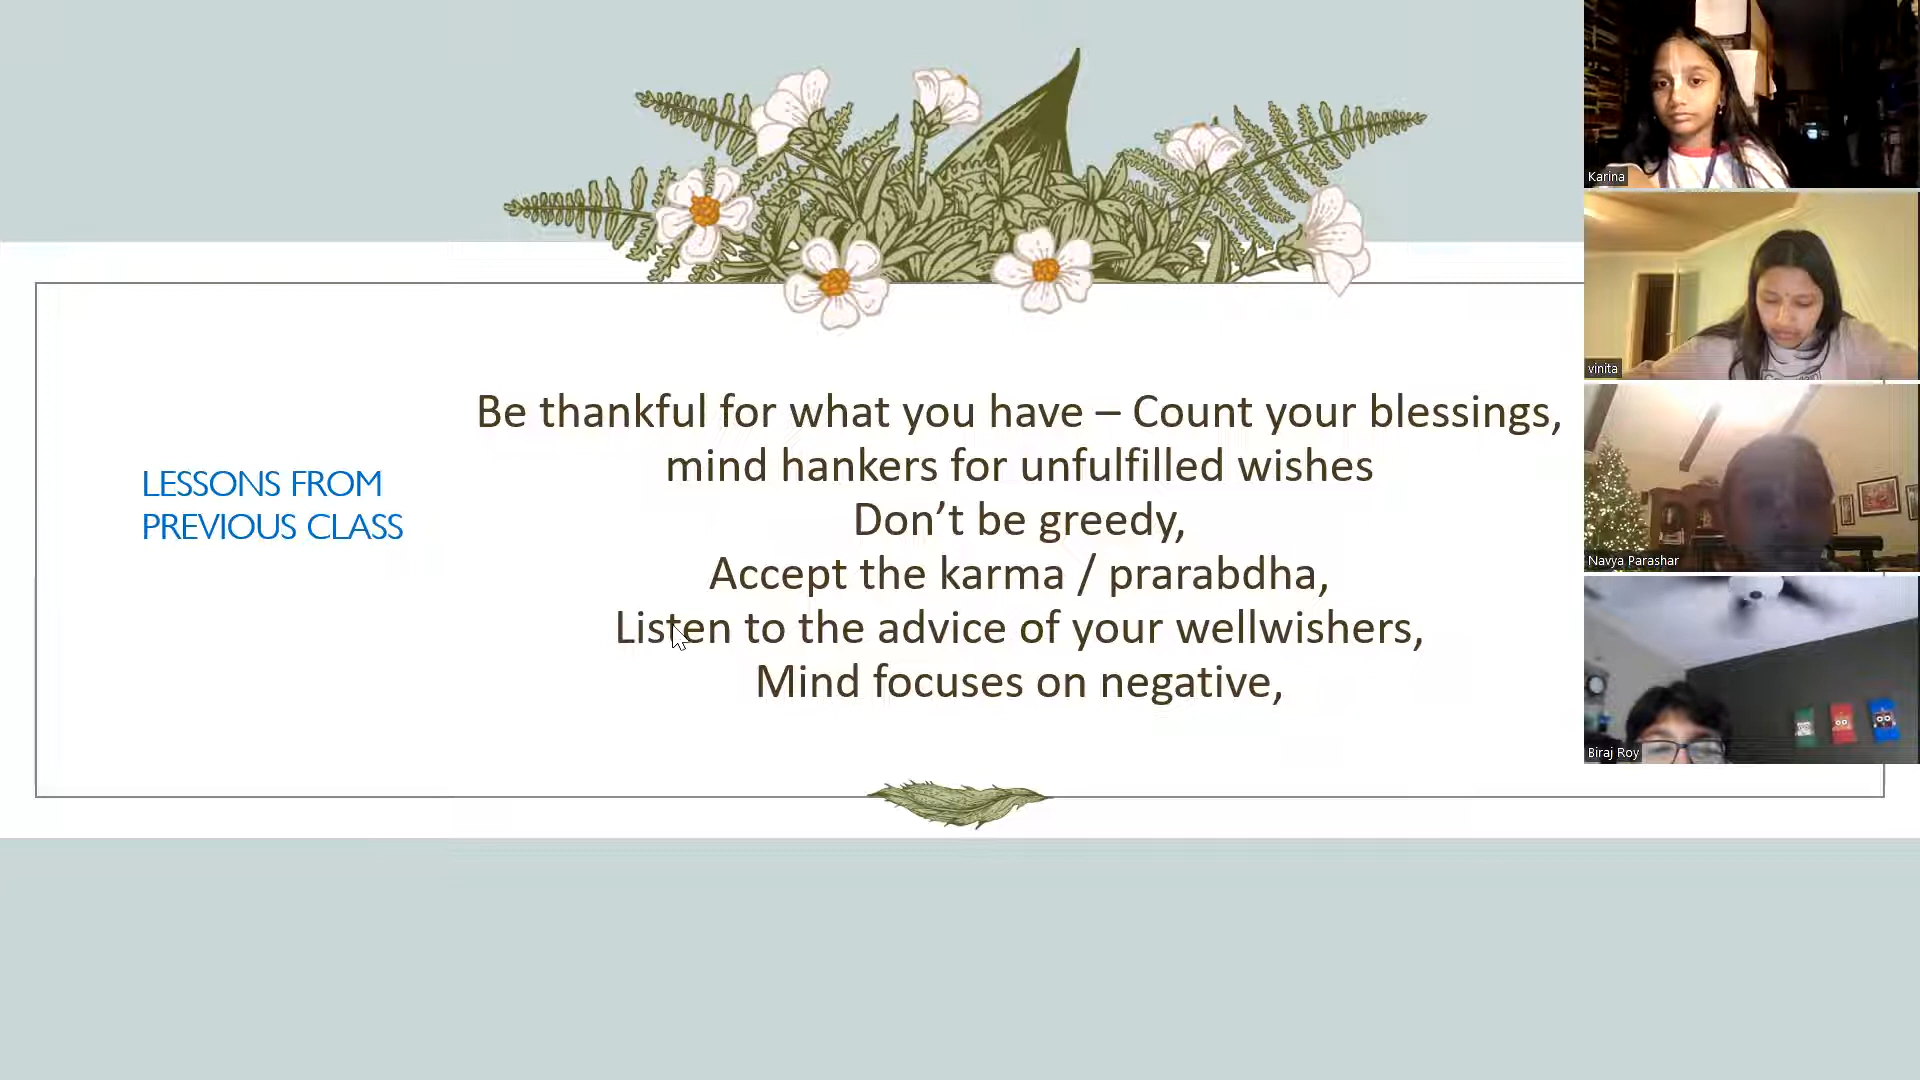 LESSONS FROM
PREVIOUS CLASS
Be thankful for what you have – Count your blessings,
mind hankers for unfulfilled wishes
Don’t be greedy,
Accept the karma / prarabdha,
Listen to the advice of your wellwishers,
Mind focuses on negative,
Karina
vinita
Navya Parashar
Biraj Roy